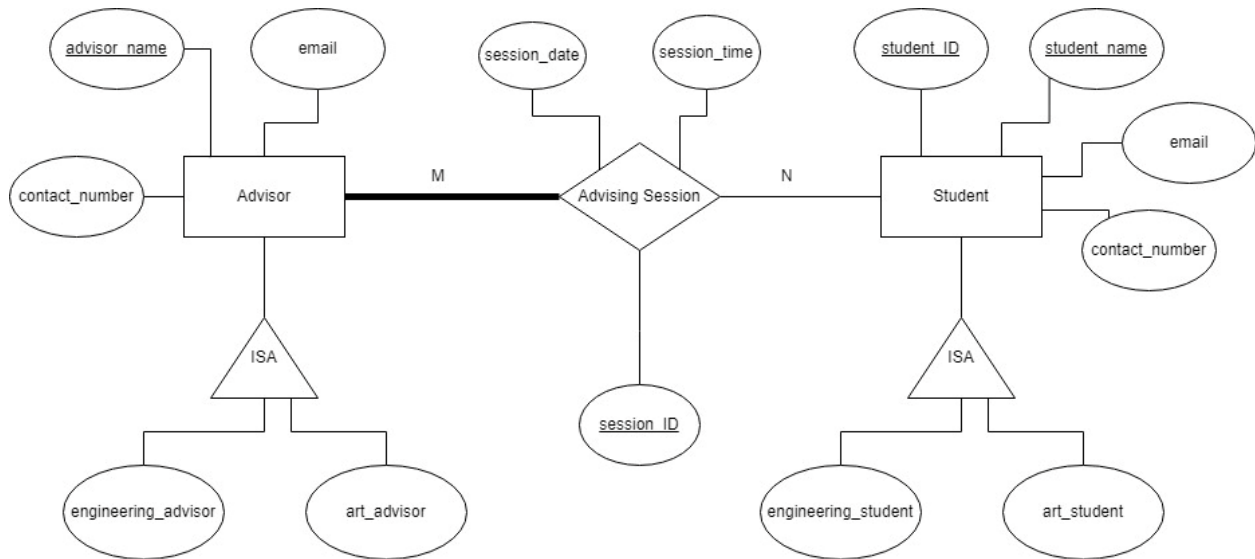 advisor_name
email
session_date
session_time
student_ID
student_name
email
contact_number
Advisor
M
Advising Session
N
Student
contact_number
ISA
ISA
session_ID
engineering_advisor
art_advisor
engineering_student
art_student